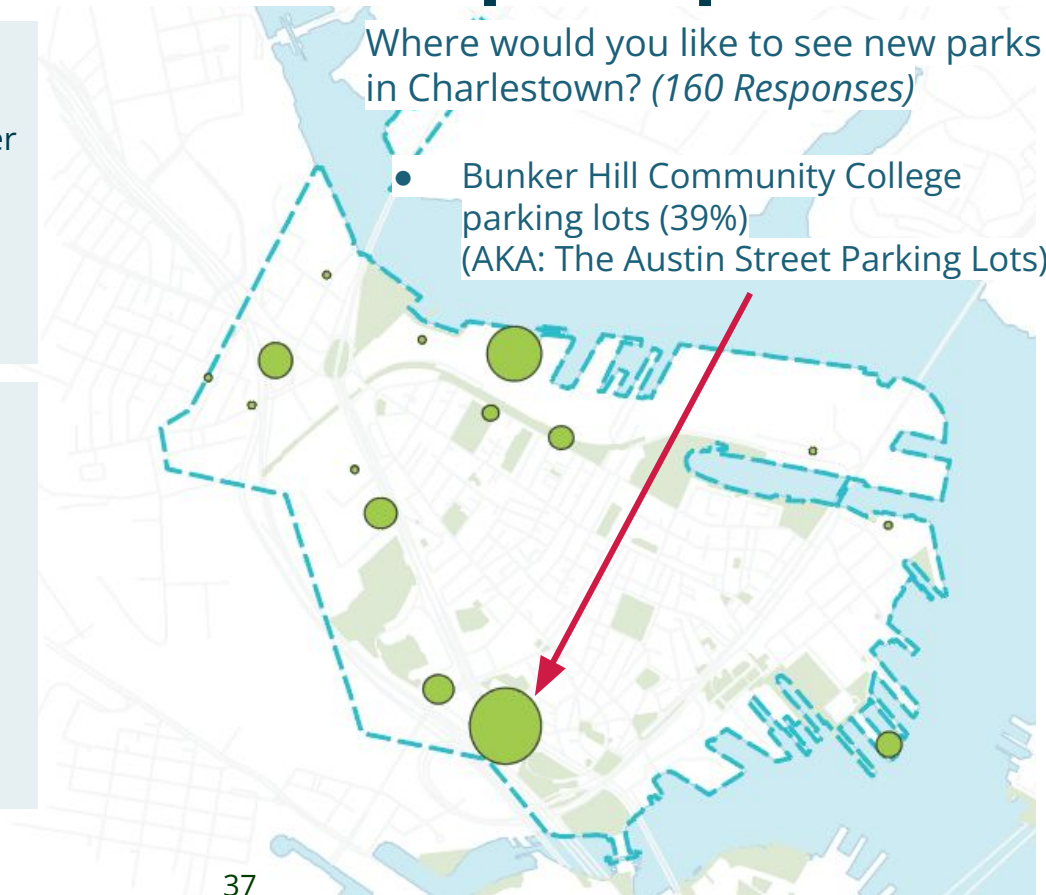 Where would you like to see new parks
in Charlestown? (160 Responses)
● Bunker Hill Community College
parking lots (39%)
(AKA: The Austin Street Parking Lots)
37